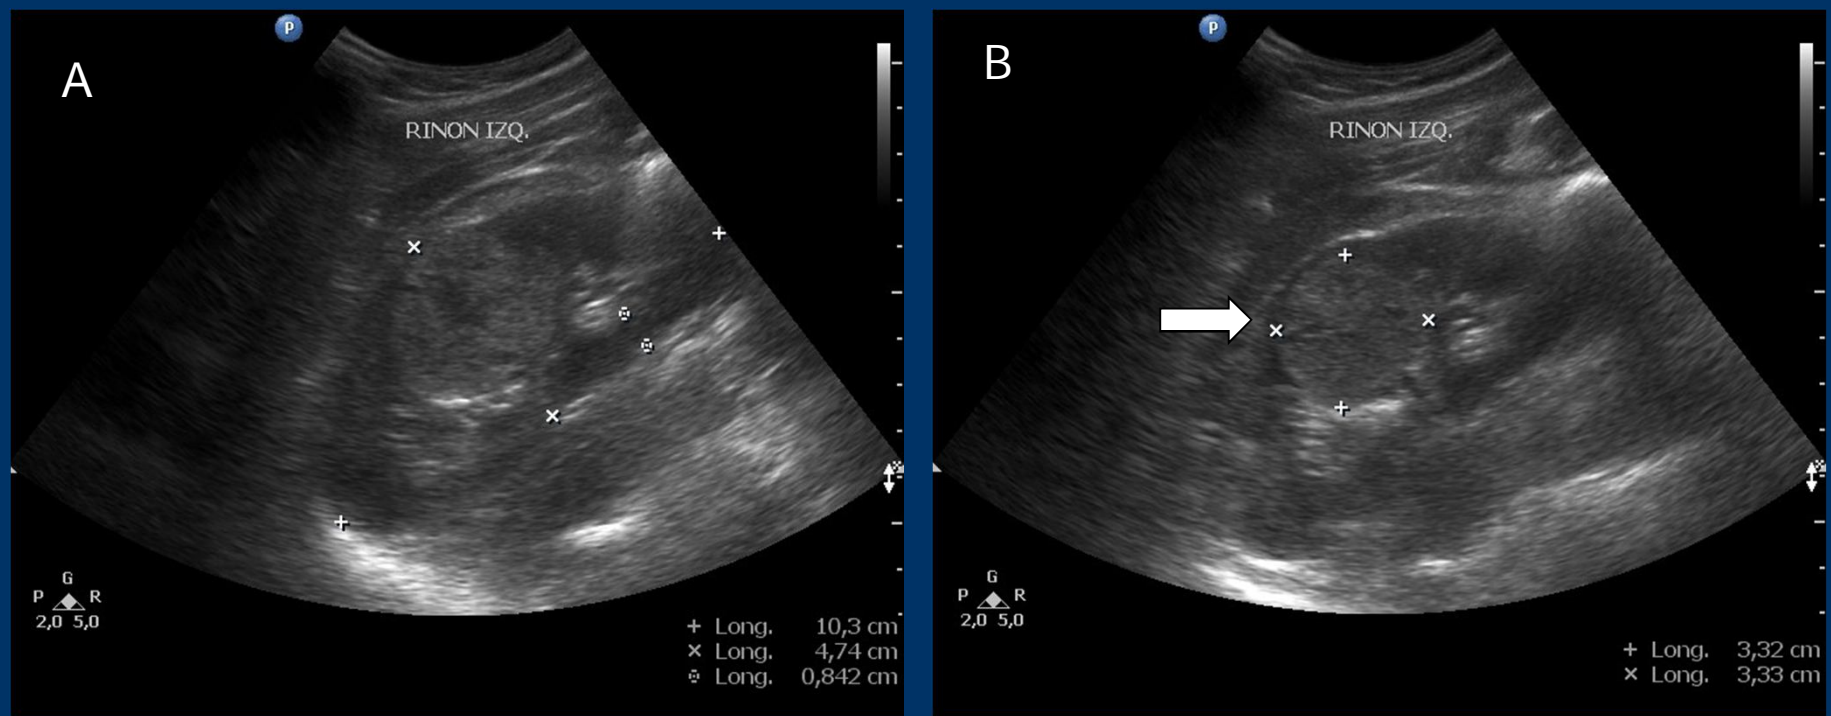 P
A
RINON IZQ.
G
P R
2,0 5,0
+ Long. 10,3 cm
× Long. 4,74 cm
Long. 0,842 cm
P
B
RINON IZQ.
G
P R
2,0 5,0
+ Long. 3,32 cm
× Long. 3,33 cm